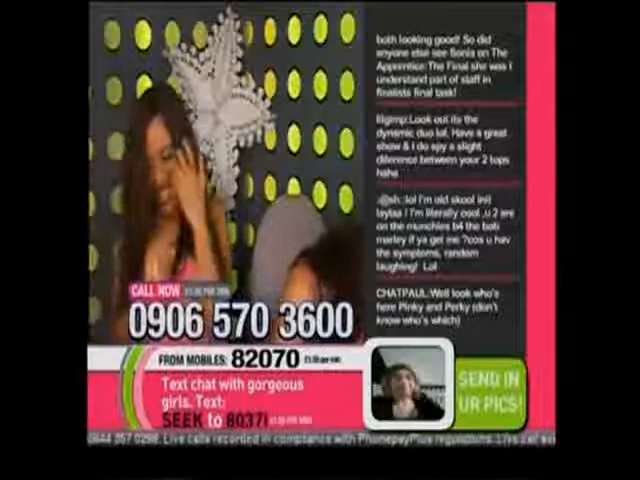 both looking good! So did
anyone else see Sonia on The
Apprentice:The Final she was I
understand part of staff in
finalists final task!
Look out its the
dynamic duo lol. Have a great
show & I do spy a slight
diference between your 2 tops
haha
lol I'm old skool init
I'm literally cool ,u 2 are
on the munchies b4 the bob
marley if ya get me ?cos u hav
the symptoms, random
laughing! Lol
CHATPAUL:Well look who's
here Pinky and Perky (don't
know who's which)
CALL NOW
0906 570 3600
FROM MOBILES: 82070
Text chat with gorgeous
girls. Text:
SEEK to
SEND IN
UR PICS!
Live calls recorded in compliance with PhonepayPlus regulations.